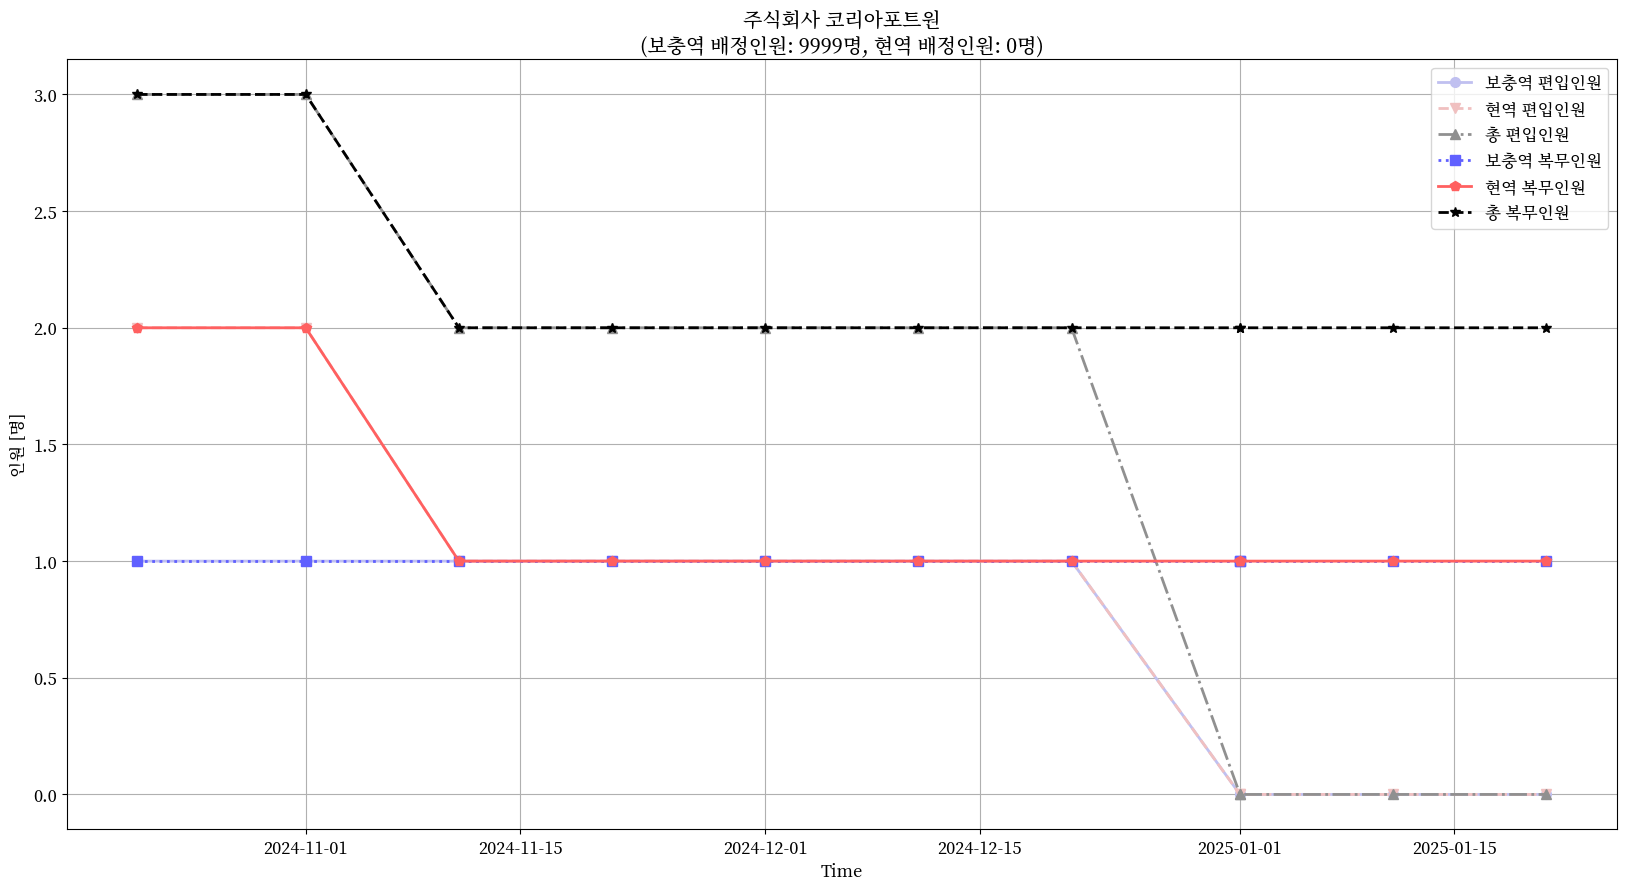 주식회사 코리아포트원
(보충역 배정인원: 9999명, 현역 배정인원: 0명)
보충역 편입인원
현역 편입인원
총 편입인원
보충역 복무인원
현역 복무인원
총 복무인원
3.0
2.5
2.0
1.5
1.0
0.5
0.0
인원 [명]
2024-11-01
2024-11-15
2024-12-01
2024-12-15
2025-01-01
2025-01-15
Time